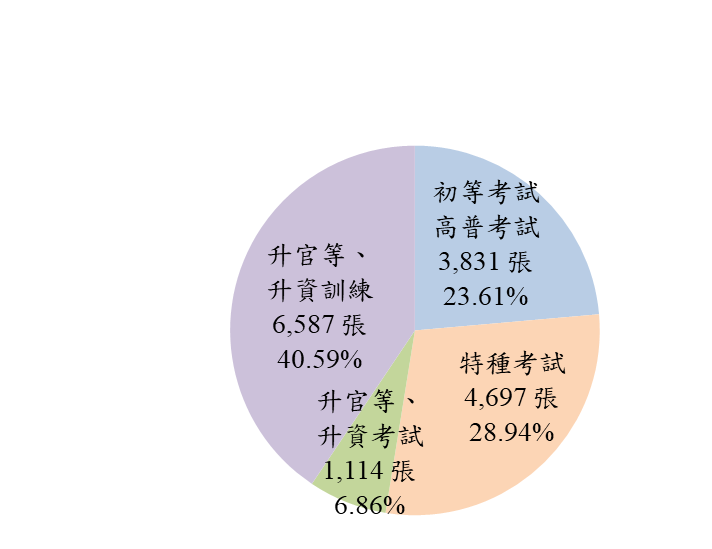 初等考試
高普考試
3,831 張
23.61%
升官等、
升資訓練
6,587 張
40.59%
特種考試
4,697 張
28.94%
升官等、
升資考試
1,114 張
6.86%